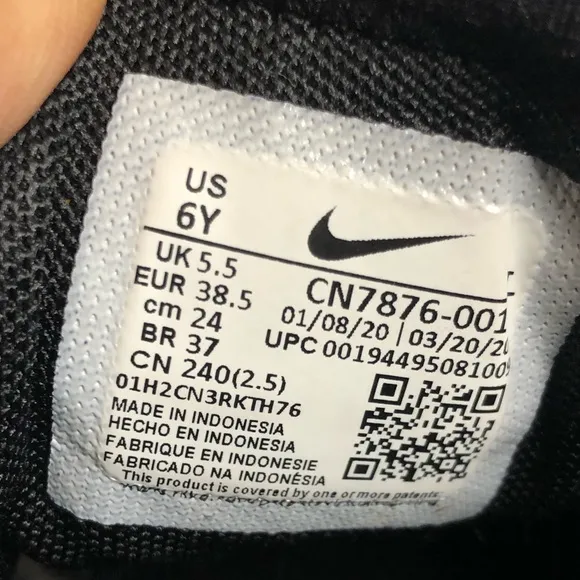 US
6Y
UK 5.5
EUR 38.5
cm 24
BR 37
CN 240(2.5)
CN7876-001
01/08/20 | 03/20/20
UPC 00194495081009
01H2CN3RKTH76
MADE IN INDONESIA
HECHO EN INDONESIA
FABRIQUE EN INDONESIE
FABRICADO NA INDONÉSIA
This product is covered by one or more patents.